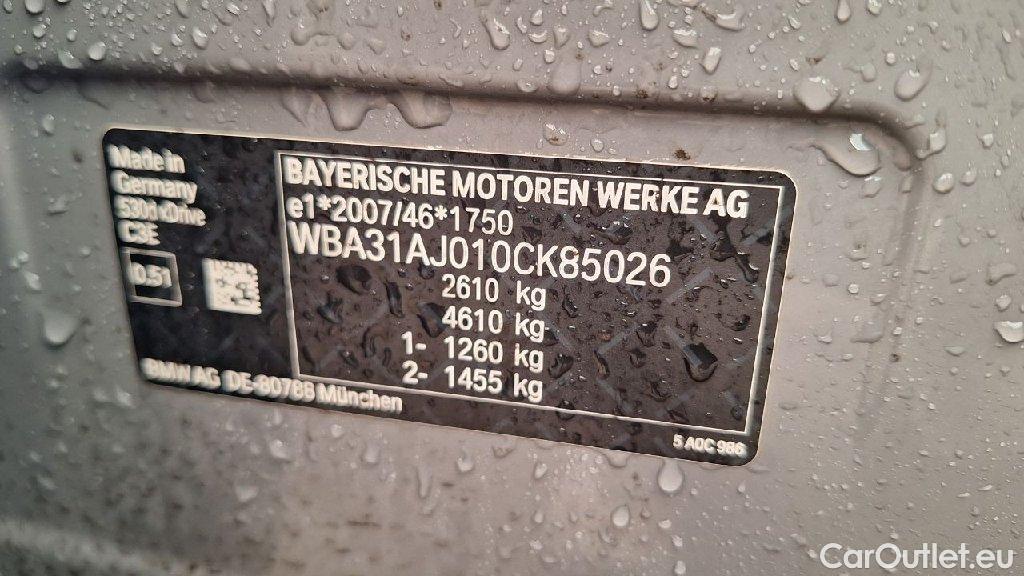 Made in
Germany
530d xDrive
C3E
0.51
BMW AG DE-80788 München
BAYERISCHE MOTOREN WERKE AG
e1*2007/46*1750
WBA31AJ010CK85026
2610 kg
4610 kg
1- 1260 kg
2- 1455 kg
5 A0C 986
CarOutlet.eu